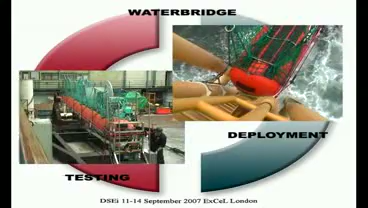 WATERBRIDGE
DEPLOYMENT
TESTING
DSEi 11-14 September 2007 ExCeL London